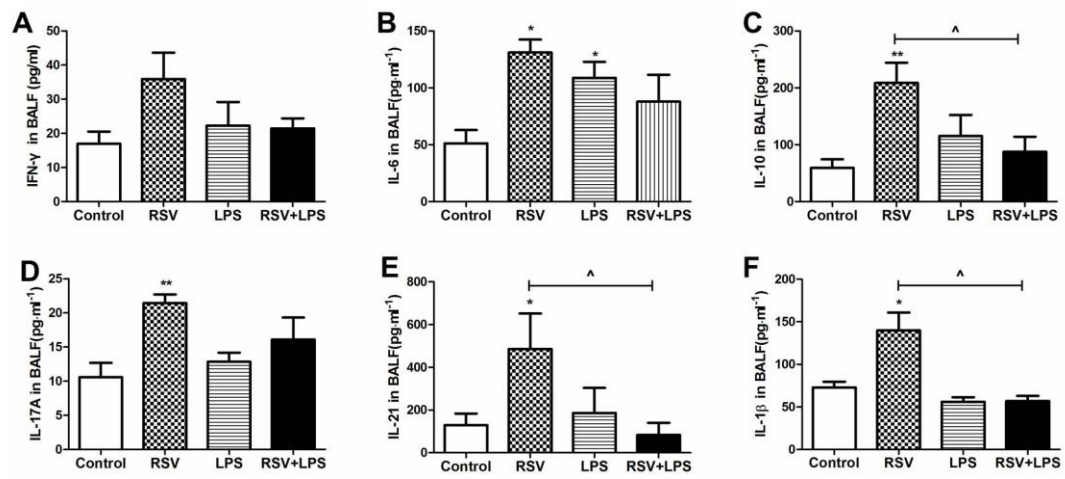 A
IFN-γ in BALF (pg/ml)
50
40
30
20
10
0
Control RSV LPS RSV+LPS
B
IL-6 in BALF(pg·ml⁻¹)
150
100
50
0
*
*
Control RSV LPS RSV+LPS
C
IL-10 in BALF(pg·ml⁻¹)
300
200
100
0
^
**
Control RSV LPS RSV+LPS
D
IL-17A in BALF(pg·ml⁻¹)
25
20
15
10
5
0
**
Control RSV LPS RSV+LPS
E
IL-21 in BALF(pg·ml⁻¹)
800
600
400
200
0
^
*
Control RSV LPS RSV+LPS
F
IL-1β in BALF(pg·ml⁻¹)
200
150
100
50
0
^
*
Control RSV LPS RSV+LPS